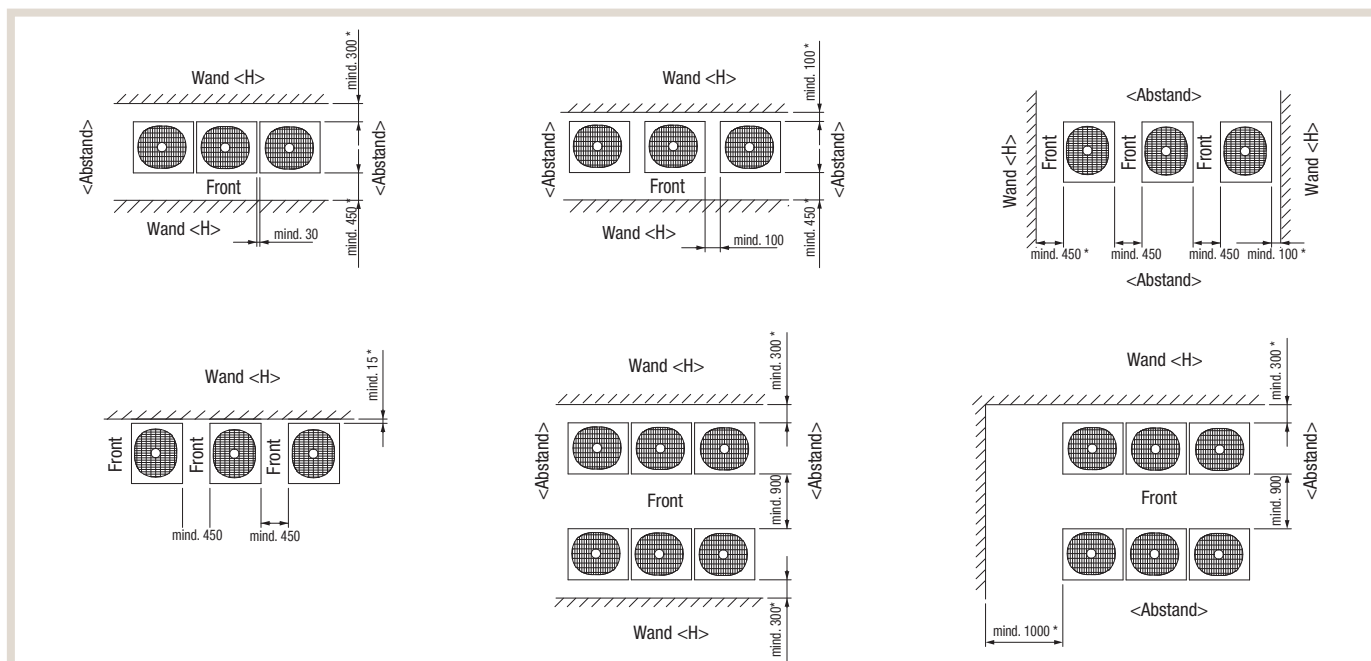 Wand <H>
mind. 300 *
<Abstand>
<Abstand>
Front
Wand <H>
mind. 450 *
mind. 30
Wand <H>
mind. 100 *
<Abstand>
<Abstand>
Front
Wand <H>
mind. 450 *
mind. 100
<Abstand>
Wand <H>
Front
Front
Front
Wand <H>
mind. 450 *
mind. 450
mind. 450
mind. 100 *
<Abstand>
Wand <H>
mind. 15 *
Front
Front
Front
mind. 450
mind. 450
Wand <H>
mind. 300 *
<Abstand>
<Abstand>
Front
mind. 900
Wand <H>
mind. 300*
Wand <H>
mind. 300 *
Front
mind. 900
<Abstand>
<Abstand>
mind. 1000 *